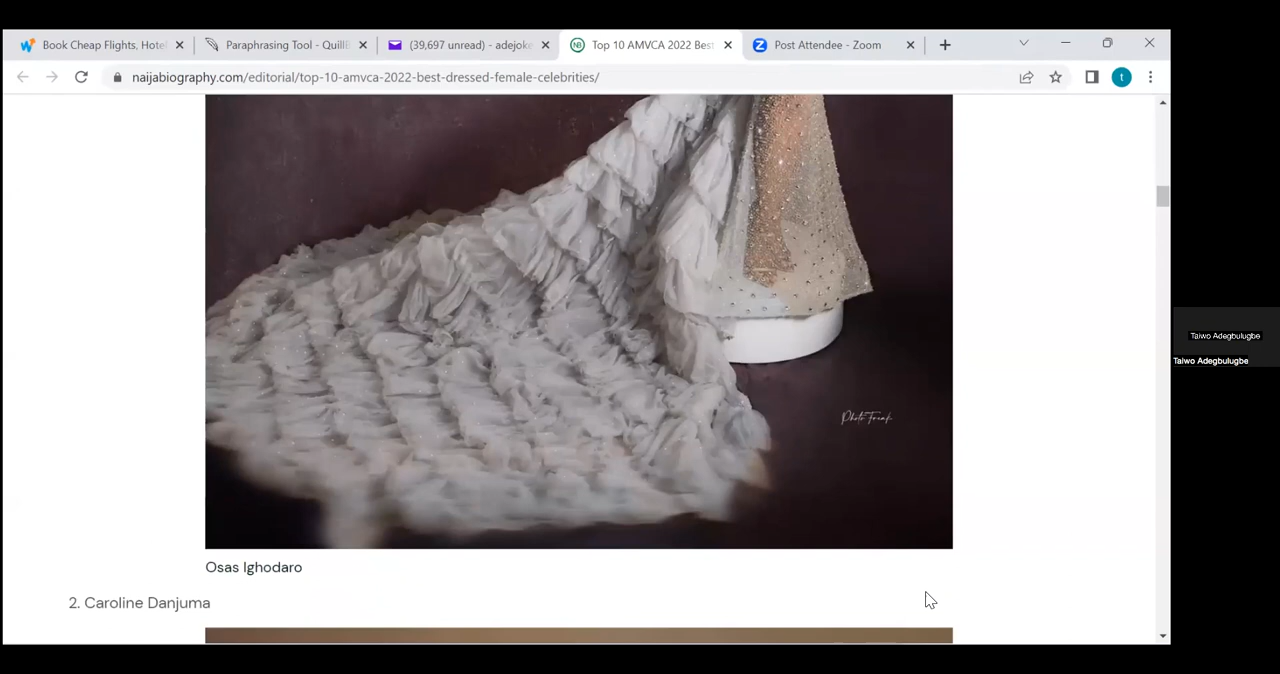 Book Cheap Flights, Hote
Paraphrasing Tool - Quill
(39,697 unread) - adejoke
Top 10 AMVCA 2022 Best
Post Attendee - Zoom
naijabiography.com/editorial/top-10-amvca-2022-best-dressed-female-celebrities/
t
Photo Freak
Taiwo Adegbulugbe
Taiwo Adegbulugbe
Osas Ighodaro
2. Caroline Danjuma